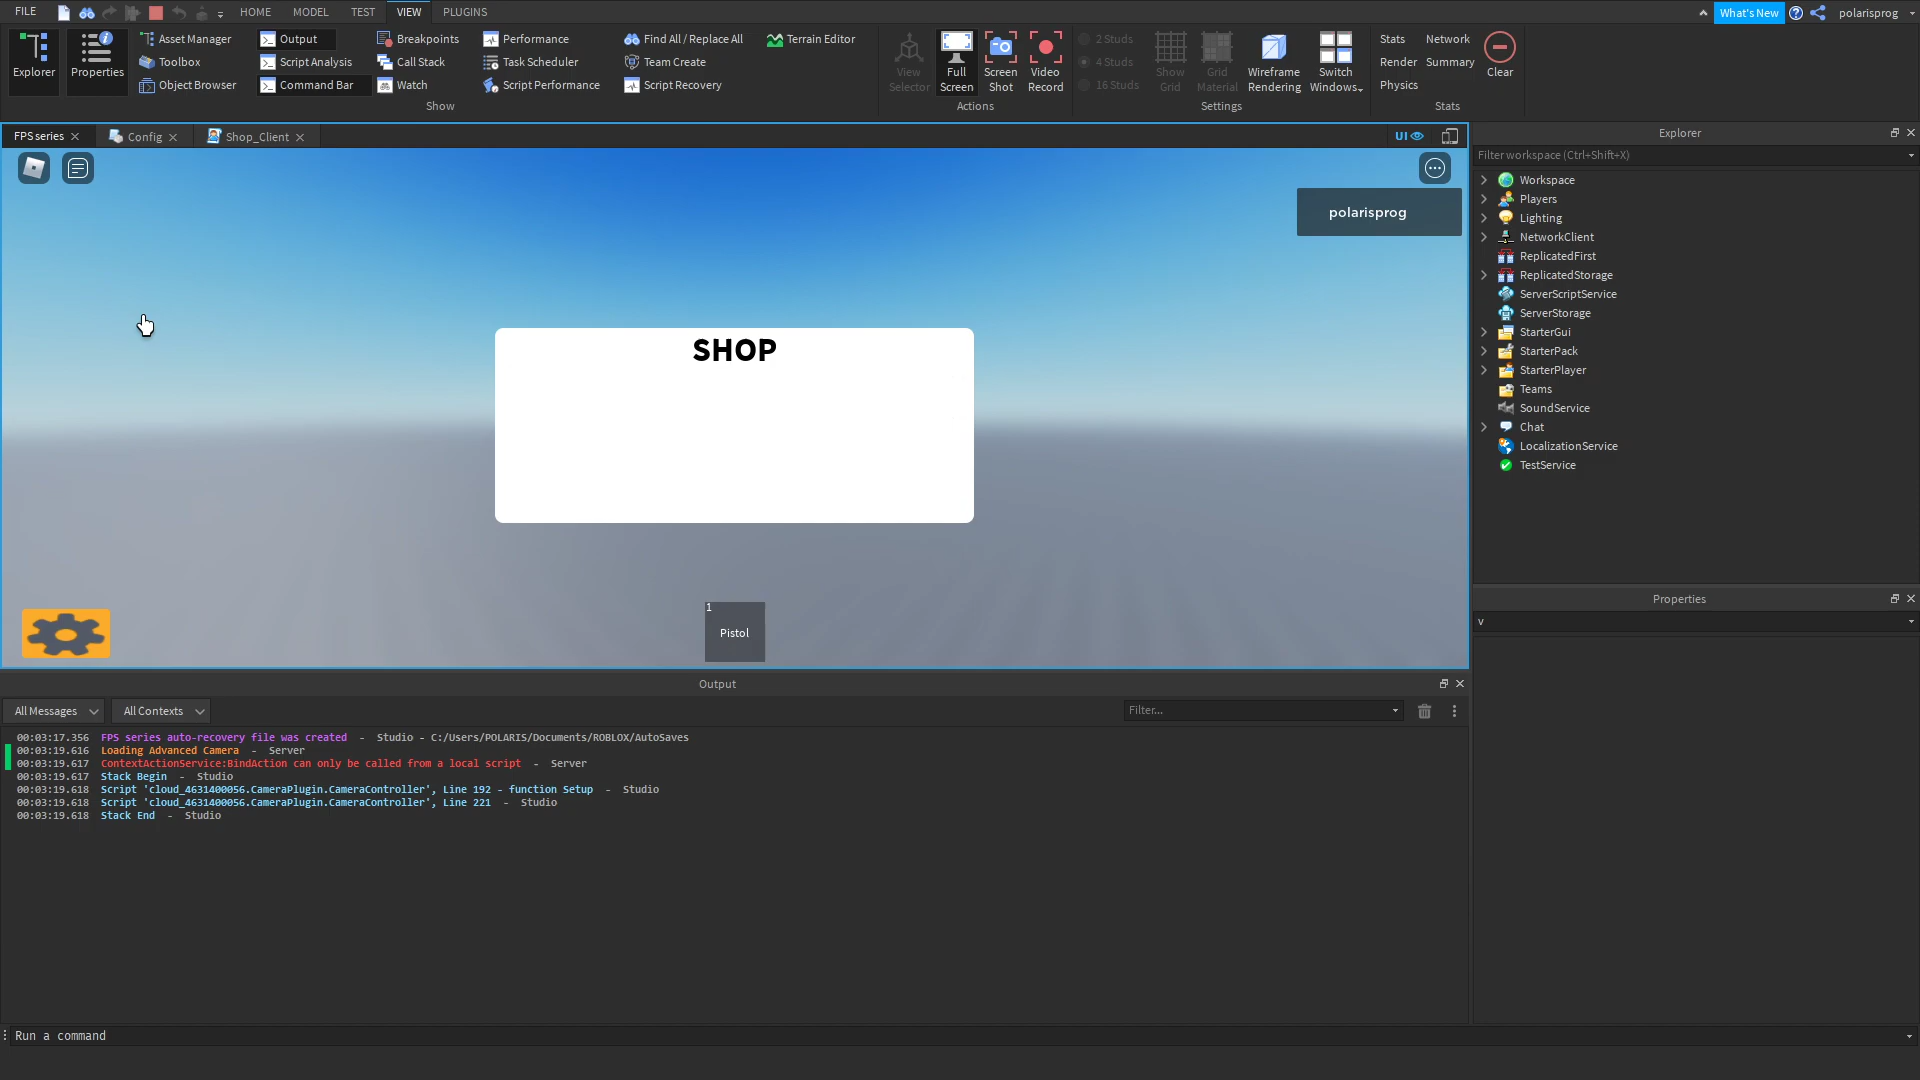 FILE HOME MODEL TEST VIEW PLUGINS What's New polarisprog
Explorer
Properties
Asset Manager
Toolbox
Object Browser
Output
Script Analysis
Command Bar
Breakpoints
Call Stack
Watch
Performance
Task Scheduler
Script Performance
Find All / Replace All
Team Create
Script Recovery
Terrain Editor
Show
View
Selector
Full
Screen
Screen
Shot
Video
Record
Actions
2 Studs
4 Studs
16 Studs
Show
Grid
Grid
Material
Wireframe
Rendering
Switch
Windows
Settings
Stats
Render
Physics
Network
Summary
Clear
Stats
FPS series
Config
Shop_Client
UI
polarisprog
SHOP
1
Pistol
Explorer
Filter workspace (Ctrl+Shift+X)
Workspace
Players
Lighting
NetworkClient
ReplicatedFirst
ReplicatedStorage
ServerScriptService
ServerStorage
StarterGui
StarterPack
StarterPlayer
Teams
SoundService
Chat
LocalizationService
TestService
Properties
v
Output
All Messages
All Contexts
Filter...
00:03:17.356 FPS series auto-recovery file was created - Studio - C:/Users/POLARIS/Documents/ROBLOX/AutoSaves
00:03:19.616 Loading Advanced Camera - Server
00:03:19.617 ContextActionService:BindAction can only be called from a local script - Server
00:03:19.617 Stack Begin - Studio
00:03:19.618 Script 'cloud_4631400056.CameraPlugin.CameraController', Line 192 - function Setup - Studio
00:03:19.618 Script 'cloud_4631400056.CameraPlugin.CameraController', Line 221 - Studio
00:03:19.618 Stack End - Studio
Run a command